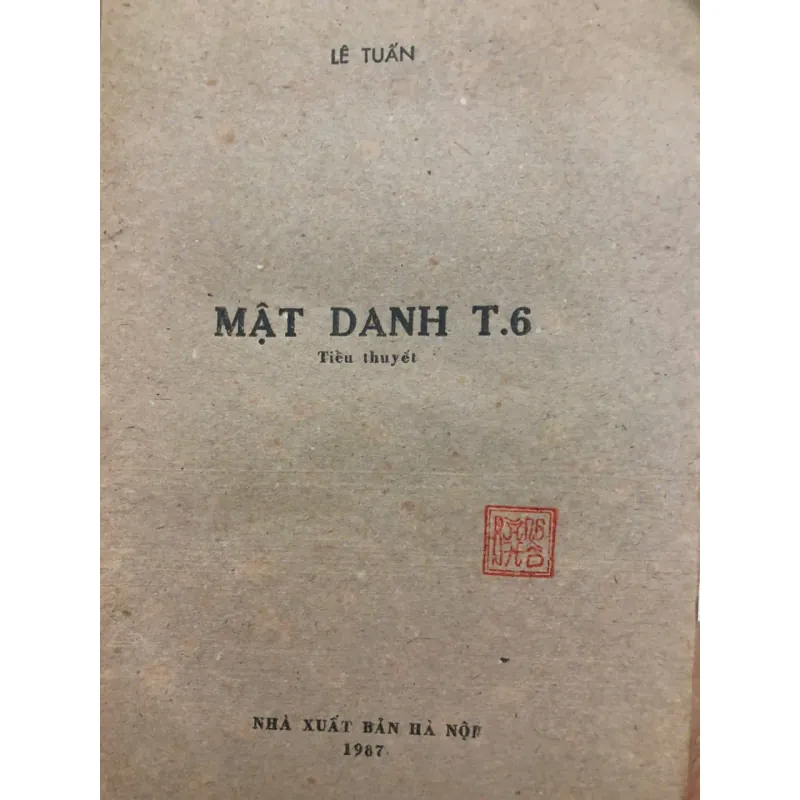 LÊ TUẤN
MẬT DANH T.6
Tiểu thuyết
NHÀ XUẤT BẢN HÀ NỘI
1987